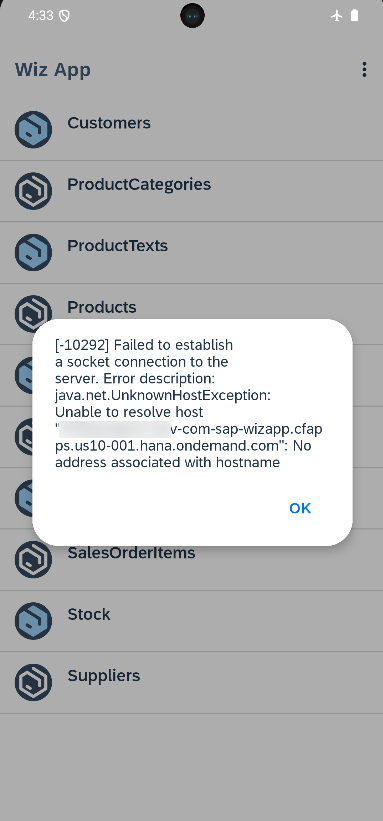 4:33
Wiz App
Customers
ProductCategories
ProductTexts
Products
[-10292] Failed to establish
a socket connection to the
server. Error description:
java.net.UnknownHostException:
Unable to resolve host
"v-com-sap-wizapp.cfap
ps.us10-001.hana.ondemand.com": No
address associated with hostname
OK
SalesOrderItems
Stock
Suppliers